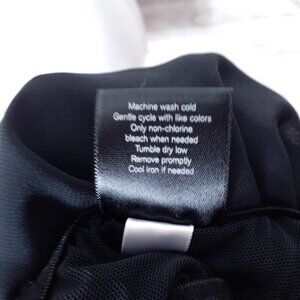 Machine wash cold
Gentle cycle with like colors
Only non-chlorine
bleach when needed
Tumble dry low
Remove promptly
Cool iron if needed